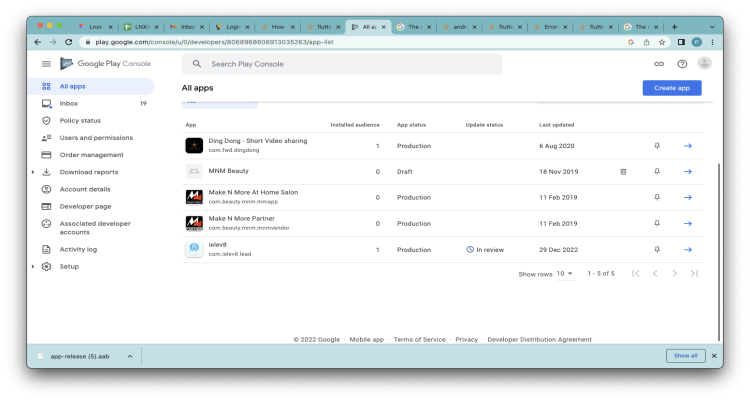 Lnxx
LNXX
Inbox
Login
How
flutte
All ap
The s
andro
flutte
Error
flutte
The s
play.google.com/console/u/0/developers/8068968606913035263/app-list
Google Play Console
Search Play Console
All apps
Inbox 19
Policy status
Users and permissions
Order management
Download reports
Account details
Developer page
Associated developer
accounts
Activity log
Setup
All apps
Create app
App Installed audience App status Update status Last updated
Ding Dong - Short Video sharing
com.fwd.dingdong
1 Production 6 Aug 2020
MNM Beauty 0 Draft 18 Nov 2019
Make N More At Home Salon
com.beauty.mnm.mmapp
0 Production 11 Feb 2019
Make N More Partner
com.beauty.mnm.mnmvendor
0 Production 11 Feb 2019
ielev8
com.ielev8.lead
1 Production In review 29 Dec 2022
Show rows 10 1 - 5 of 5
© 2022 Google · Mobile app · Terms of Service · Privacy · Developer Distribution Agreement
app-release (5).aab
Show all